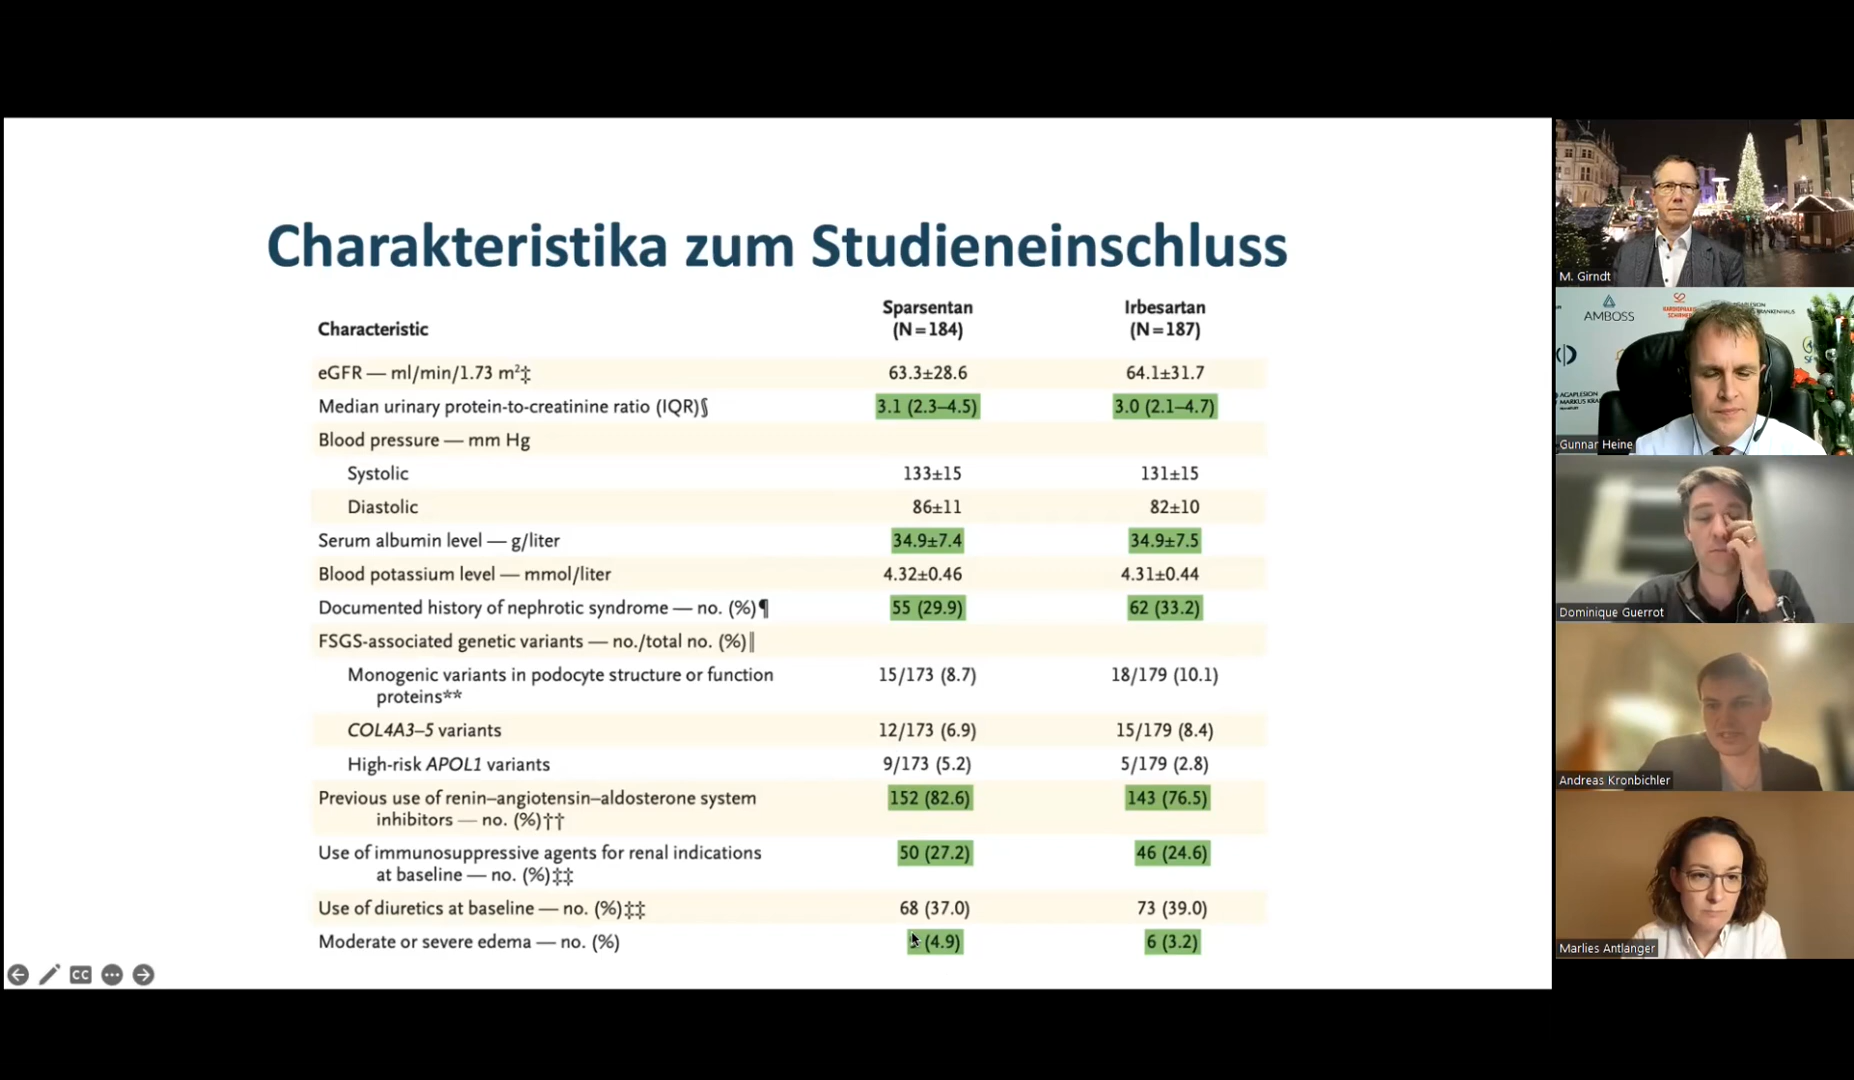 Charakteristika zum Studieneinschluss
Characteristic
Sparsentan
(N=184)
Irbesartan
(N=187)
eGFR — ml/min/1.73 m²‡ 63.3±28.6 64.1±31.7
Median urinary protein-to-creatinine ratio (IQR)§ 3.1 (2.3–4.5) 3.0 (2.1–4.7)
Blood pressure — mm Hg
Systolic 133±15 131±15
Diastolic 86±11 82±10
Serum albumin level — g/liter 34.9±7.4 34.9±7.5
Blood potassium level — mmol/liter 4.32±0.46 4.31±0.44
Documented history of nephrotic syndrome — no. (%)¶ 55 (29.9) 62 (33.2)
FSGS-associated genetic variants — no./total no. (%)‖
Monogenic variants in podocyte structure or function 15/173 (8.7) 18/179 (10.1)
proteins**
COL4A3–5 variants 12/173 (6.9) 15/179 (8.4)
High-risk APOL1 variants 9/173 (5.2) 5/179 (2.8)
Previous use of renin–angiotensin–aldosterone system 152 (82.6) 143 (76.5)
inhibitors — no. (%)††
Use of immunosuppressive agents for renal indications 50 (27.2) 46 (24.6)
at baseline — no. (%)‡‡
Use of diuretics at baseline — no. (%)‡‡ 68 (37.0) 73 (39.0)
Moderate or severe edema — no. (%) (4.9) 6 (3.2)
CC
M. Girndt
AMBOSS
AGAPLESION
Gunnar Heine
Dominique Guerrot
Andreas Kronbichler
Marlies Antlanger